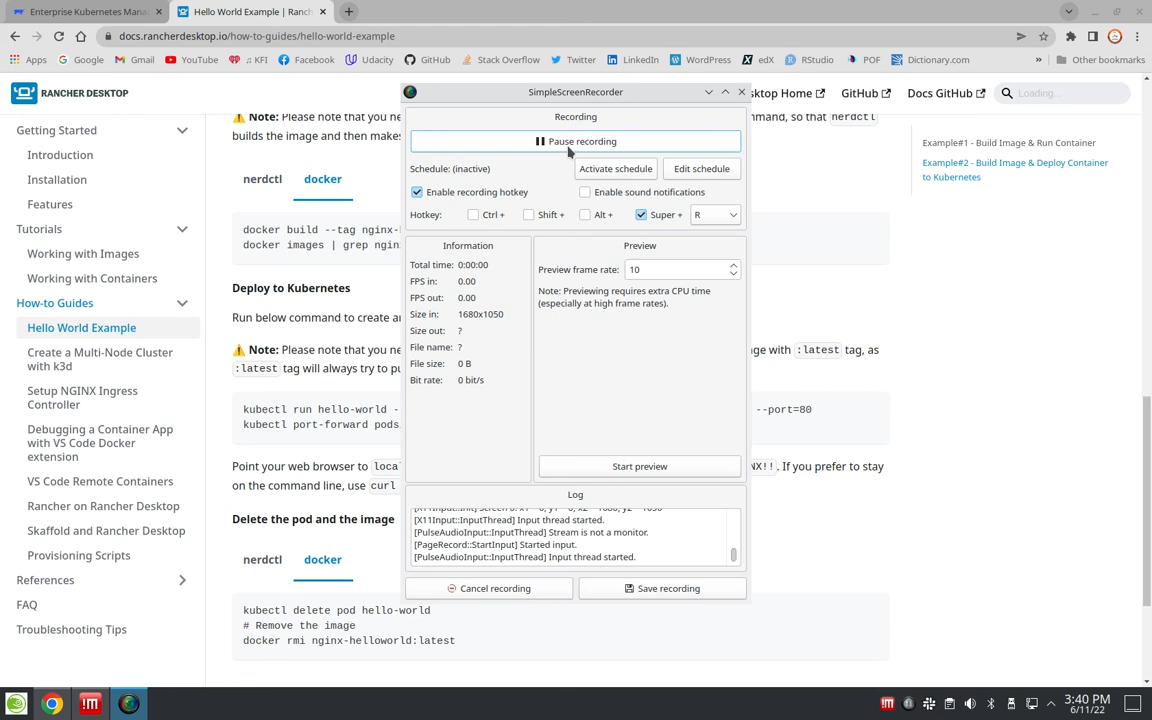 Enterprise Kubernetes Mana
Hello World Example | Ranch
docs.rancherdesktop.io/how-to-guides/hello-world-example
Apps
Google
Gmail
YouTube
♫ KFI
Facebook
Udacity
GitHub
Stack Overflow
Twitter
LinkedIn
WordPress
edX
RStudio
POF
Dictionary.com
»
Other bookmarks
RANCHER DESKTOP
sktop Home
GitHub
Docs GitHub
Loading...
Getting Started
Introduction
Installation
Features
Tutorials
Working with Images
Working with Containers
How-to Guides
Hello World Example
Create a Multi-Node Cluster
with k3d
Setup NGINX Ingress
Controller
Debugging a Container App
with VS Code Docker
extension
VS Code Remote Containers
Rancher on Rancher Desktop
Skaffold and Rancher Desktop
Provisioning Scripts
References
FAQ
Troubleshooting Tips
Note: Please note that you ne
mmand, so that nerdctl
builds the image and then makes
nerdctl
docker
docker build --tag nginx-h
docker images | grep ngin
Deploy to Kubernetes
Run below command to create an
Note: Please note that you ne
ge with :latest tag, as
:latest tag will always try to pu
kubectl run hello-world -
--port=80
kubectl port-forward pods
Point your web browser to loca
NX!! . If you prefer to stay
on the command line, use curl
Delete the pod and the image
nerdctl
docker
kubectl delete pod hello-world
# Remove the image
docker rmi nginx-helloworld:latest
Example#1 - Build Image & Run Container
Example#2 - Build Image & Deploy Container
to Kubernetes
SimpleScreenRecorder
Recording
Pause recording
Schedule: (inactive)
Activate schedule
Edit schedule
Enable recording hotkey
Enable sound notifications
Hotkey:
Ctrl +
Shift +
Alt +
Super +
R
Information
Total time: 0:00:00
FPS in: 0.00
FPS out: 0.00
Size in: 1680x1050
Size out: ?
File name: ?
File size: 0 B
Bit rate: 0 bit/s
Preview
Preview frame rate: 10
Note: Previewing requires extra CPU time
(especially at high frame rates).
Start preview
Log
[X11Input::InputThread] Input thread started.
[PulseAudioInput::InputThread] Stream is not a monitor.
[PageRecord::StartInput] Started input.
[PulseAudioInput::InputThread] Input thread started.
Cancel recording
Save recording
3:40 PM
6/11/22